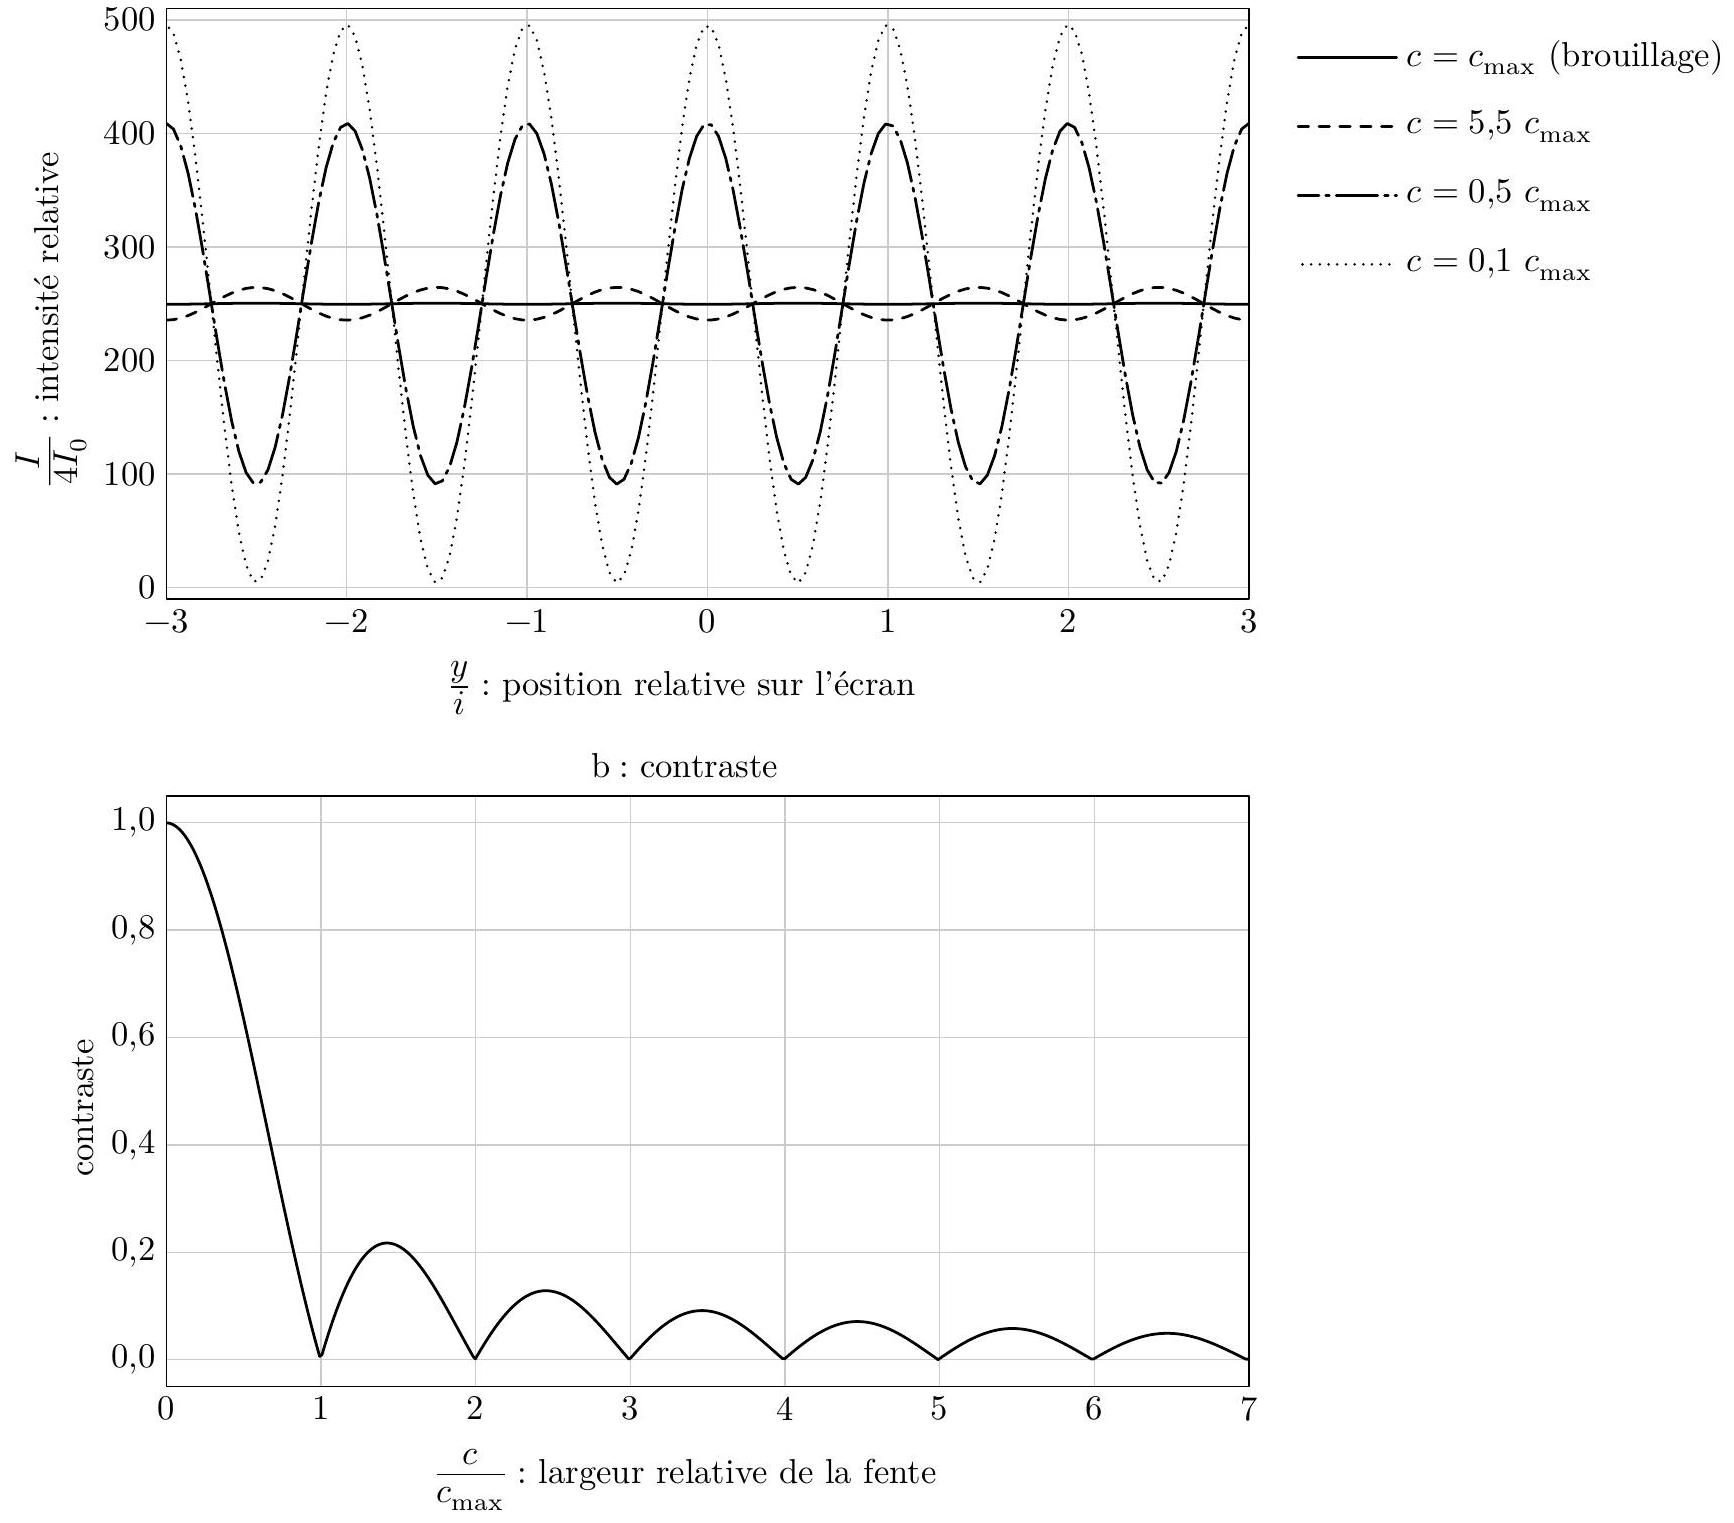 500
400
300
200
100
0
I/4I₀ : intensité relative
−3 −2 −1 0 1 2 3
y/i : position relative sur l'écran
c = cₘₐₓ (brouillage)
c = 5,5 cₘₐₓ
c = 0,5 cₘₐₓ
c = 0,1 cₘₐₓ
b : contraste
1,0
0,8
0,6
0,4
0,2
0,0
contraste
0 1 2 3 4 5 6 7
c/cₘₐₓ : largeur relative de la fente